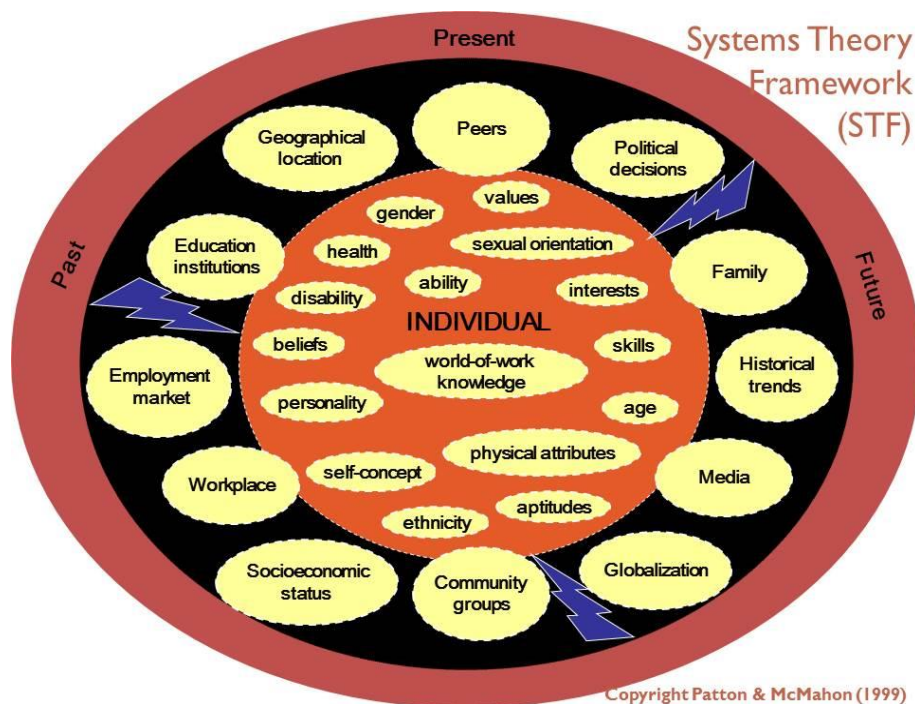 Present
Systems Theory
Framework
(STF)
Past
Future
Geographical
location
Peers
Political
decisions
Education
institutions
Family
Employment
market
Historical
trends
Workplace
Media
Socioeconomic
status
Community
groups
Globalization
values
gender
sexual orientation
health
ability
interests
disability
INDIVIDUAL
beliefs
skills
world-of-work
knowledge
personality
age
physical attributes
self-concept
aptitudes
ethnicity
Copyright Patton & McMahon (1999)